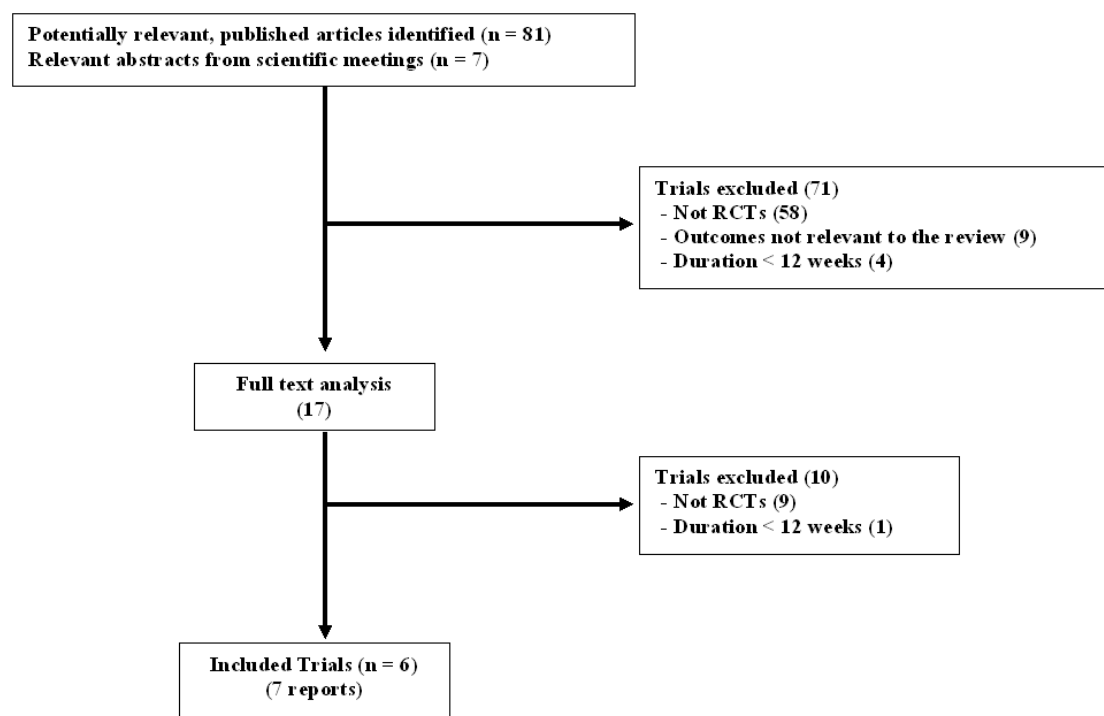 Potentially relevant, published articles identified (n = 81)
Relevant abstracts from scientific meetings (n = 7)
Trials excluded (71)
- Not RCTs (58)
- Outcomes not relevant to the review (9)
- Duration < 12 weeks (4)
Full text analysis
(17)
Trials excluded (10)
- Not RCTs (9)
- Duration < 12 weeks (1)
Included Trials (n = 6)
(7 reports)